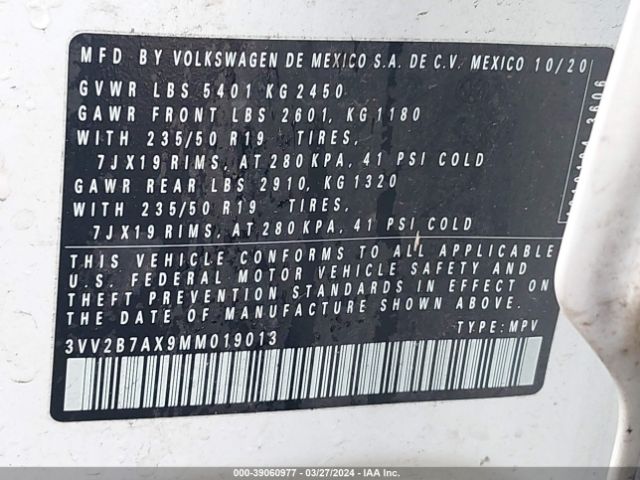 MFD BY VOLKSWAGEN DE MEXICO S.A. DE C.V. MEXICO 10/20
GVWR LBS 5401 KG 2450
GAWR FRONT LBS 2601, KG 1180
WITH 235/50 R19 TIRES,
7JX19 RIMS, AT 280 KPA, 41 PSI COLD
GAWR REAR LBS 2910, KG 1320
WITH 235/50 R19 TIRES,
7JX19 RIMS, AT 280 KPA, 41 PSI COLD
THIS VEHICLE CONFORMS TO ALL APPLICABLE
U.S. FEDERAL MOTOR VEHICLE SAFETY AND
THEFT PREVENTION STANDARDS IN EFFECT ON
THE DATE OF MANUFACTURE SHOWN ABOVE.
3VV2B7AX9MM019013 TYPE: MPV
000-39060977 - 03/27/2024 - IAA Inc.